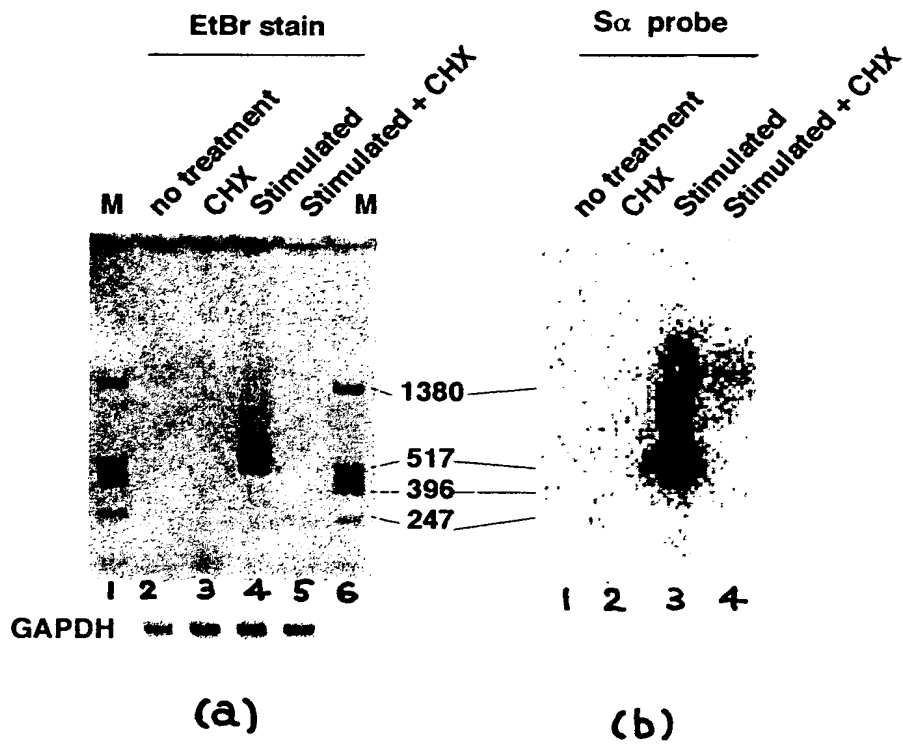 EtBr stain
Sα probe
M
no treatment
CHX
Stimulated
Stimulated + CHX
M
no treatment
CHX
Stimulated
Stimulated + CHX
1380
517
396
247
1 2 3 4 5 6
1 2 3 4
GAPDH
(a)
(b)